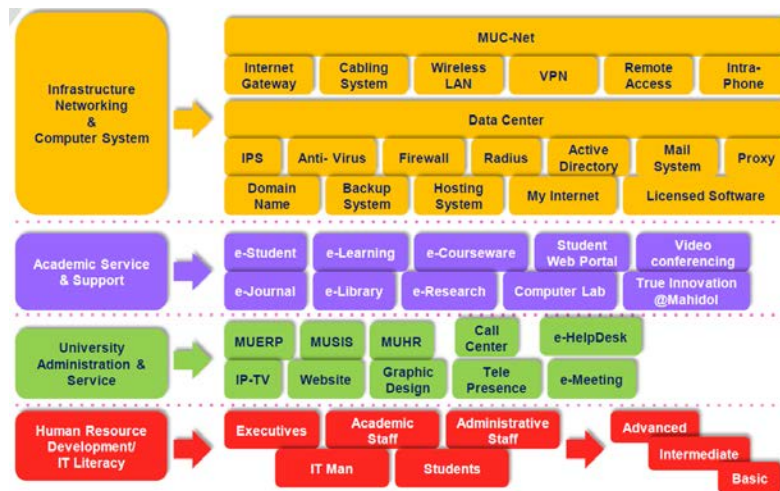 Infrastructure
Networking
&
Computer System
MUC-Net
Internet
Gateway
Cabling
System
Wireless
LAN
VPN
Remote
Access
Intra-
Phone
Data Center
IPS
Anti- Virus
Firewall
Radius
Active
Directory
Mail
System
Proxy
Domain
Name
Backup
System
Hosting
System
My Internet
Licensed Software
Academic Service
& Support
e-Student
e-Learning
e-Courseware
Student
Web Portal
Video
conferencing
e-Journal
e-Library
e-Research
Computer Lab
True Innovation
@Mahidol
University
Administration &
Service
MUERP
MUSIS
MUHR
Call
Center
e-HelpDesk
IP-TV
Website
Graphic
Design
Tele
Presence
e-Meeting
Human Resource
Development/
IT Literacy
Executives
Academic
Staff
Administrative
Staff
IT Man
Students
Advanced
Intermediate
Basic